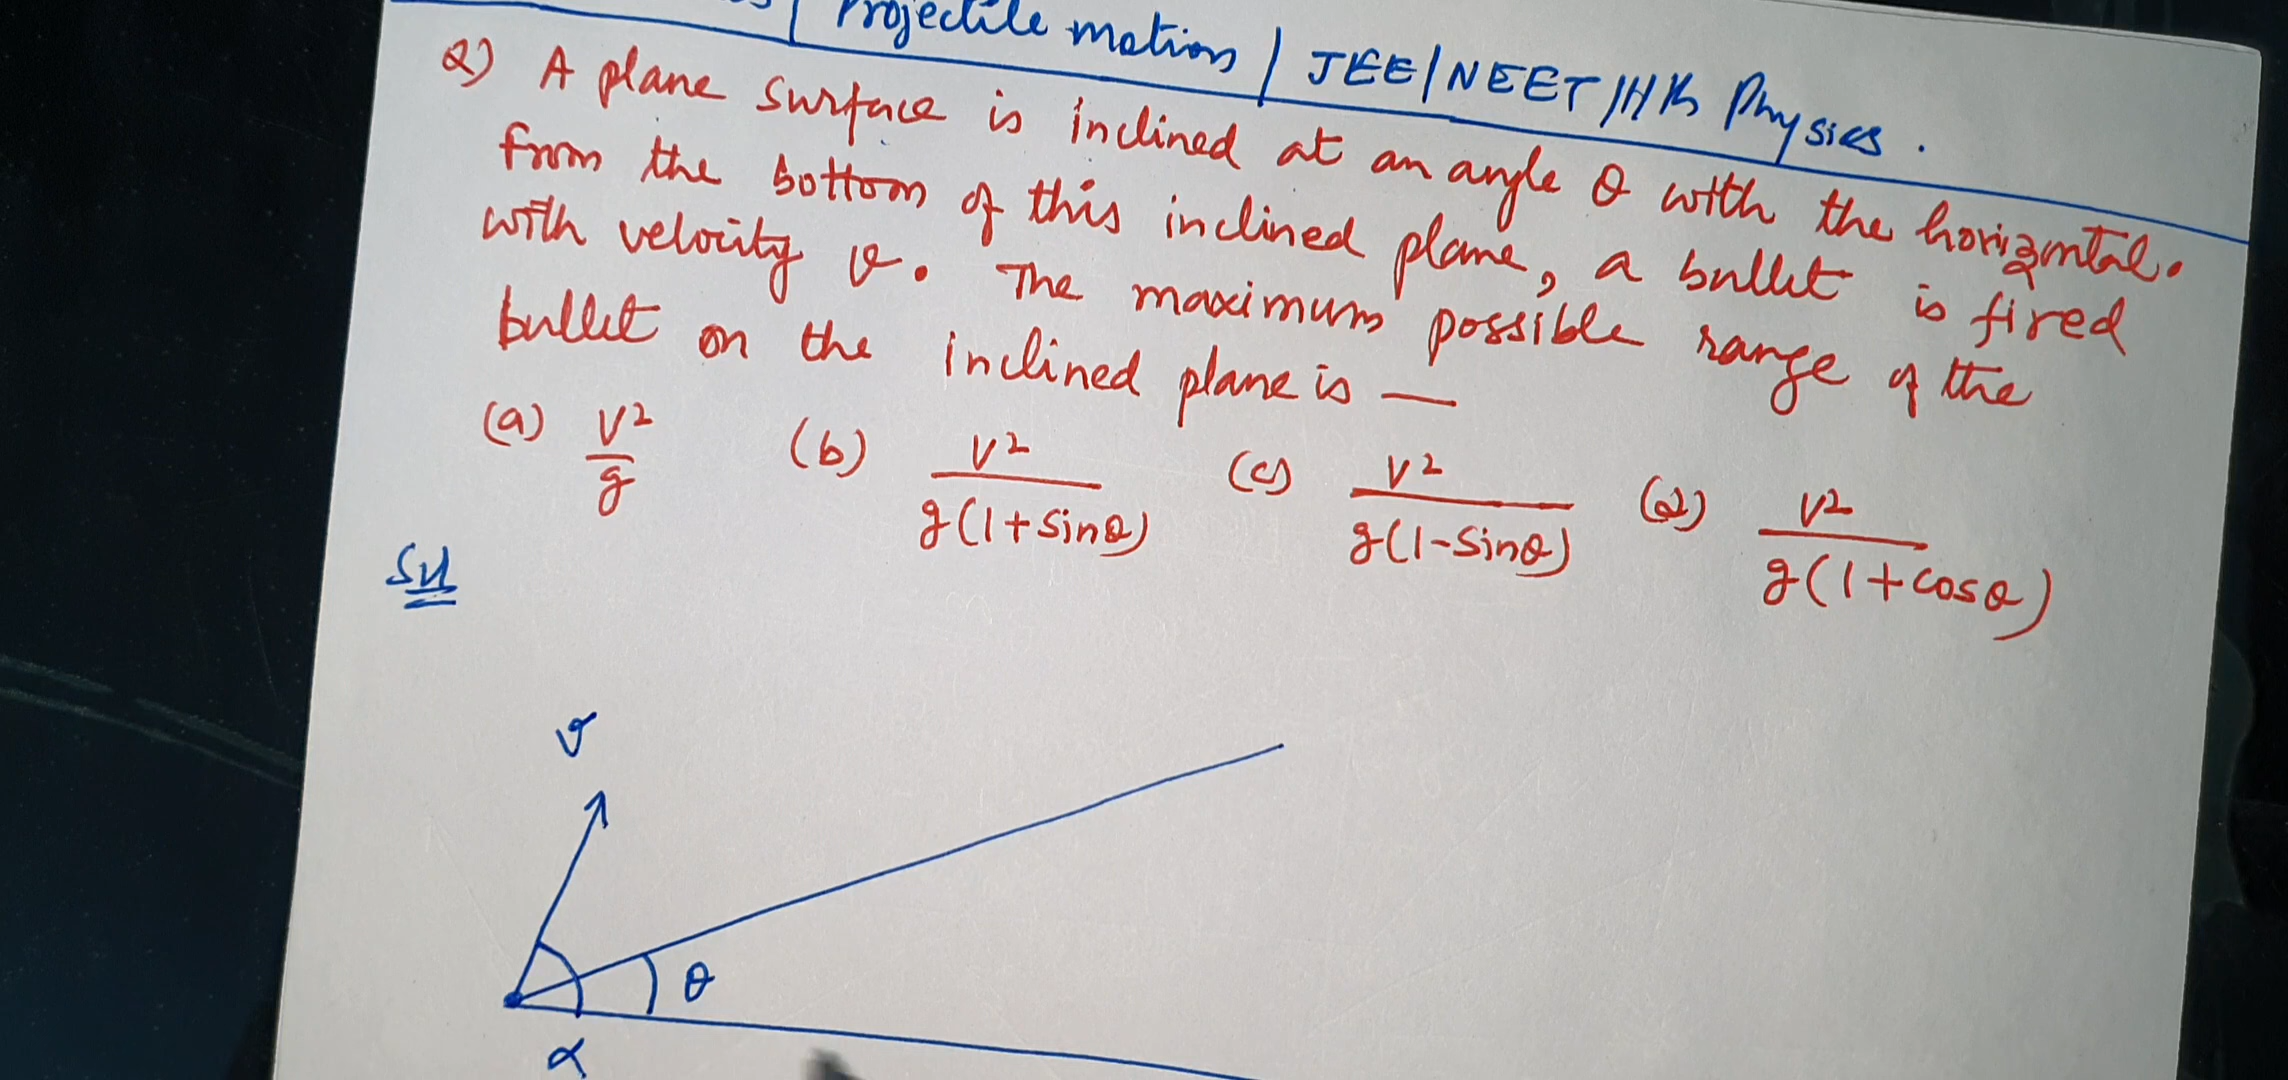 | Projectile motion | JEE/NEET/HKs Physics.
Q) A plane surface is inclined at an angle θ with the horizontal.
from the bottom of this inclined plane, a bullet is fired
with velocity v. The maximum possible range of the
bullet on the inclined plane is —
(a) V²/g (b) V²/g(1+sinθ) (c) V²/g(1-sinθ) (d) V²/g(1+cosθ)
Sol
v
θ
α